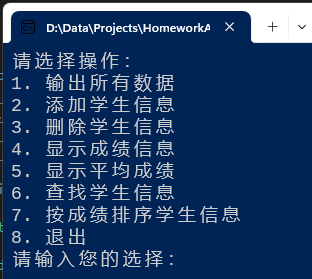 D:\Data\Projects\HomeworkA
请选择操作:
1. 输出所有数据
2. 添加学生信息
3. 删除学生信息
4. 显示成绩信息
5. 显示平均成绩
6. 查找学生信息
7. 按成绩排序学生信息
8. 退出
请输入您的选择: